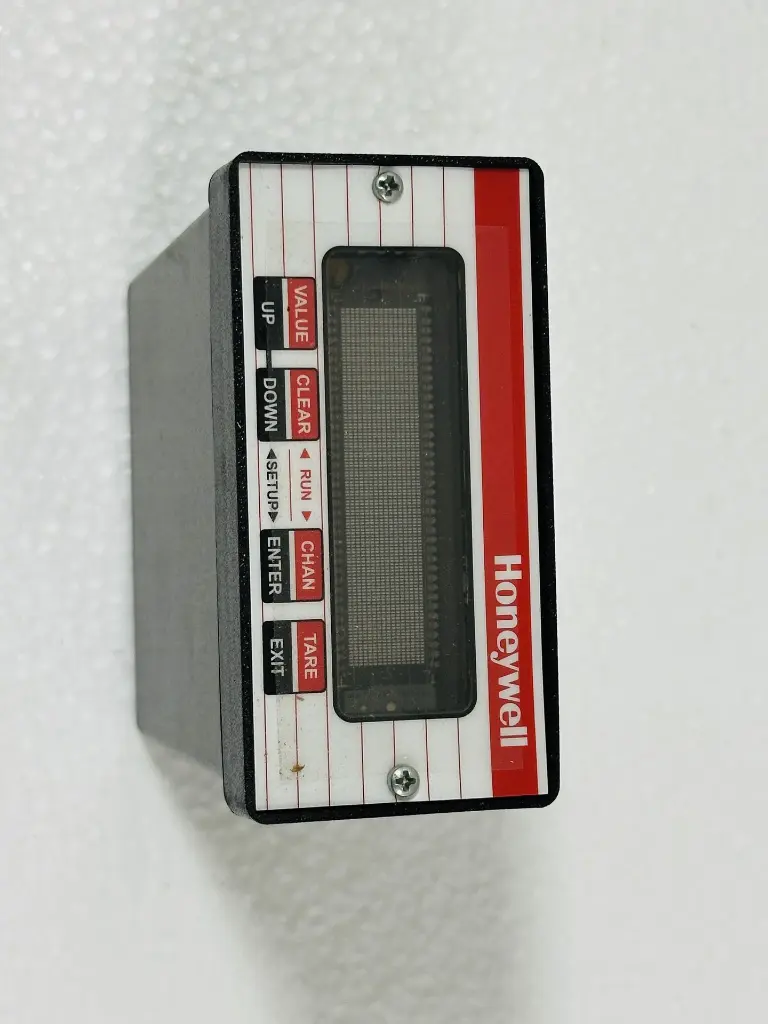 Honeywell
VALUE CLEAR ◄ RUN ► CHAN TARE
UP DOWN ◄SETUP► ENTER EXIT